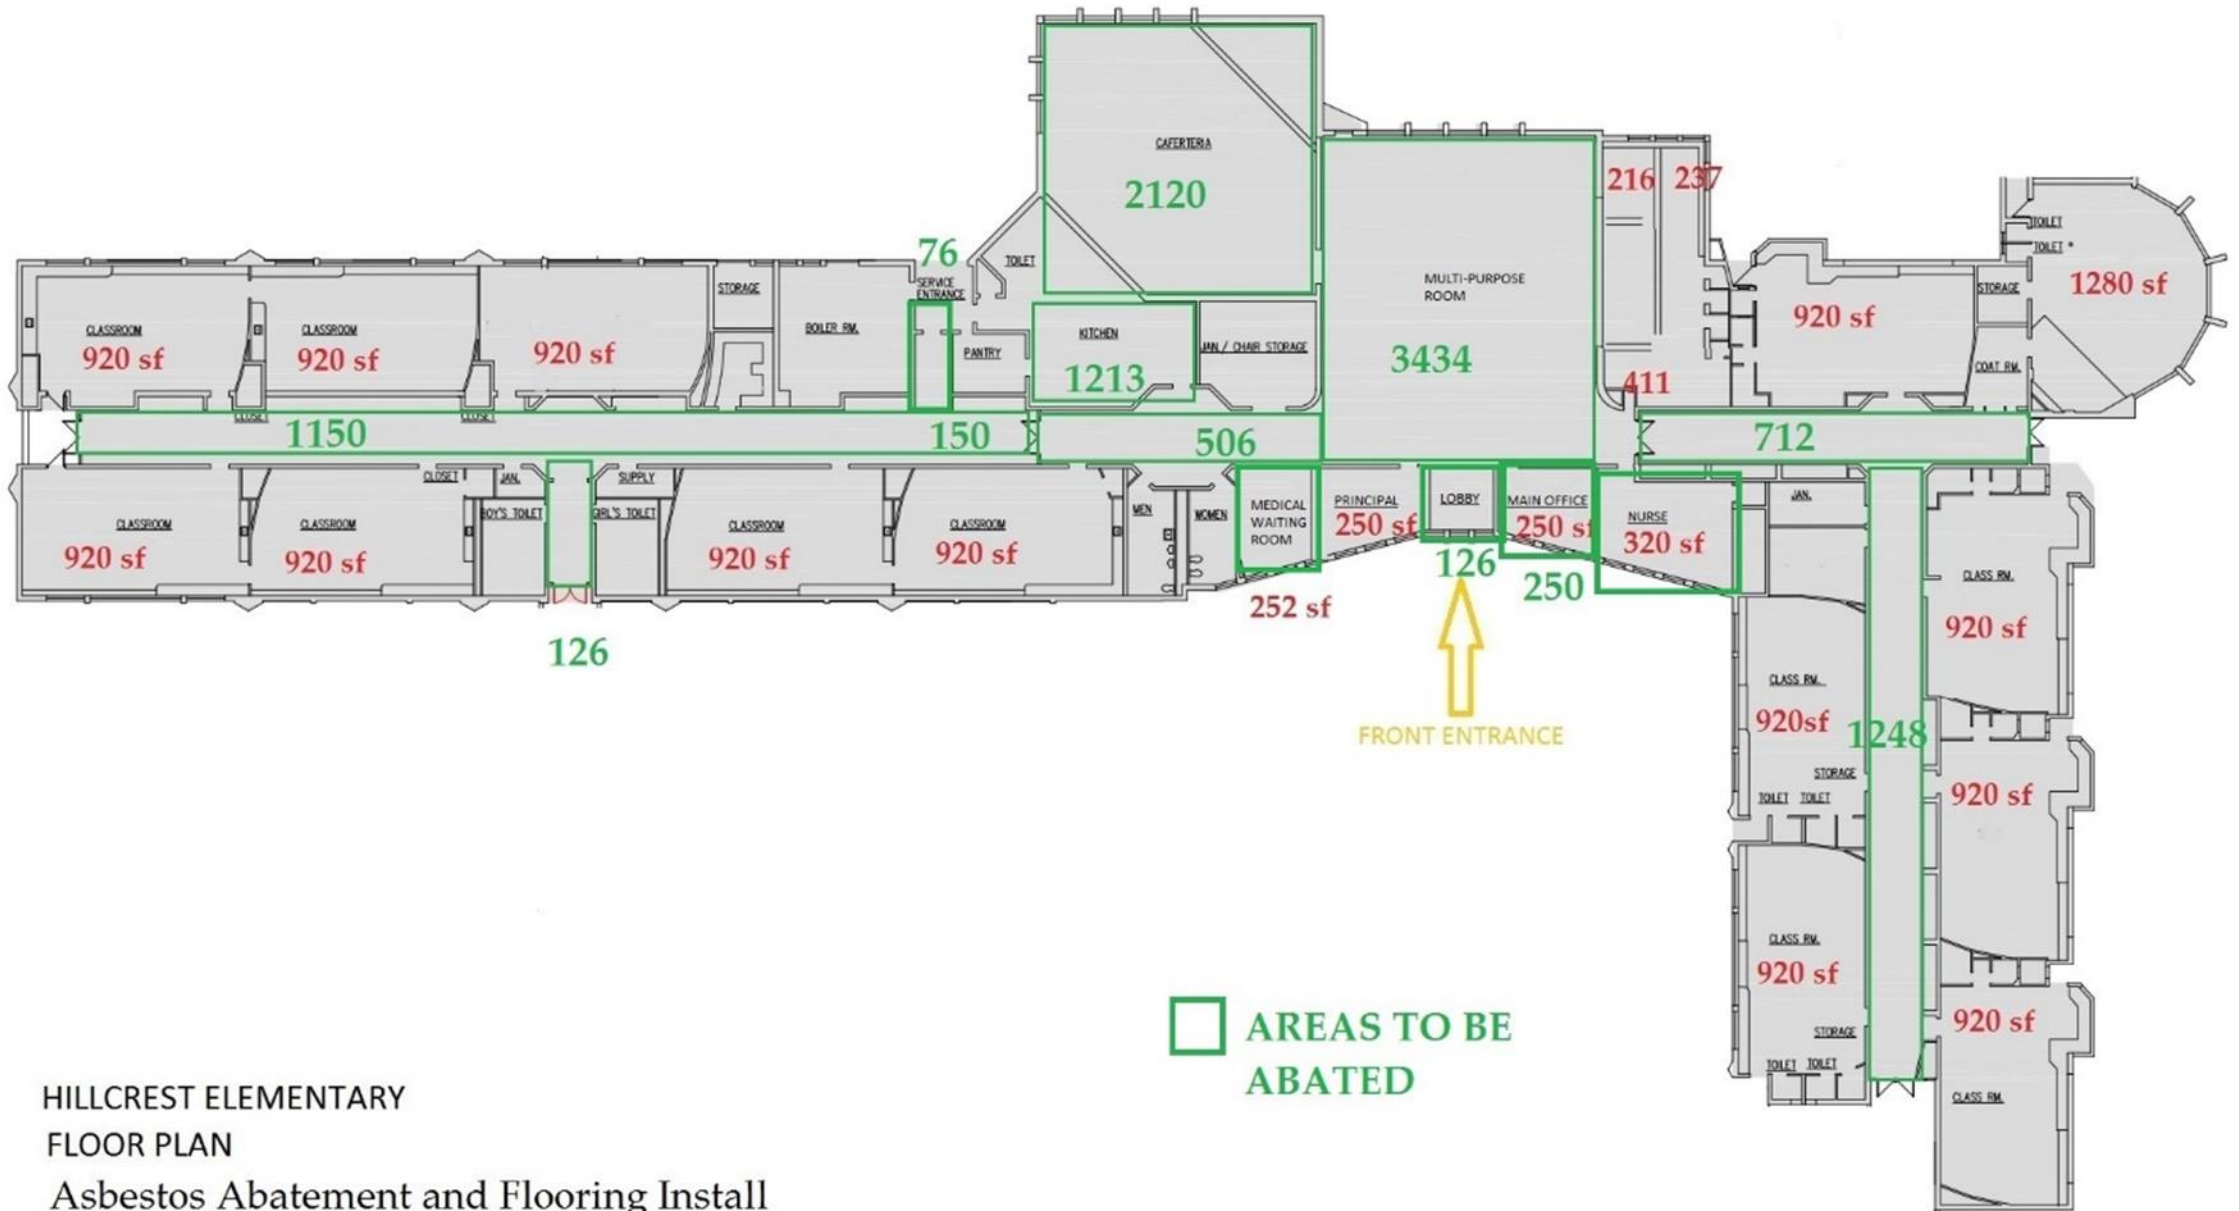 CAFERTERIA
2120
216
237
TOILET
TOILET
1280 sf
76
SERVICE
ENTRANCE
TOILET
MULTI-PURPOSE
ROOM
3434
411
920 sf
STORAGE
COAT RM.
CLASSROOM
920 sf
CLASSROOM
920 sf
920 sf
STORAGE
BOILER RM.
PANTRY
KITCHEN
1213
JAN / CHAIR STORAGE
CLOSET
CLOSET
1150
150
506
712
CLASSROOM
920 sf
CLOSET
CLASSROOM
920 sf
JAN.
BOY'S TOILET
SUPPLY
GIRL'S TOILET
CLASSROOM
920 sf
CLASSROOM
920 sf
MEN
WOMEN
MEDICAL
WAITING
ROOM
252 sf
PRINCIPAL
250 sf
LOBBY
126
MAIN OFFICE
250 sf
250
NURSE
320 sf
JAN.
126
FRONT ENTRANCE
CLASS RM.
920 sf
CLASS RM.
920sf
1248
STORAGE
TOILET TOILET
920 sf
CLASS RM.
920 sf
STORAGE
TOILET TOILET
920 sf
CLASS RM.
AREAS TO BE
ABATED
HILLCREST ELEMENTARY
FLOOR PLAN
Asbestos Abatement and Flooring Install